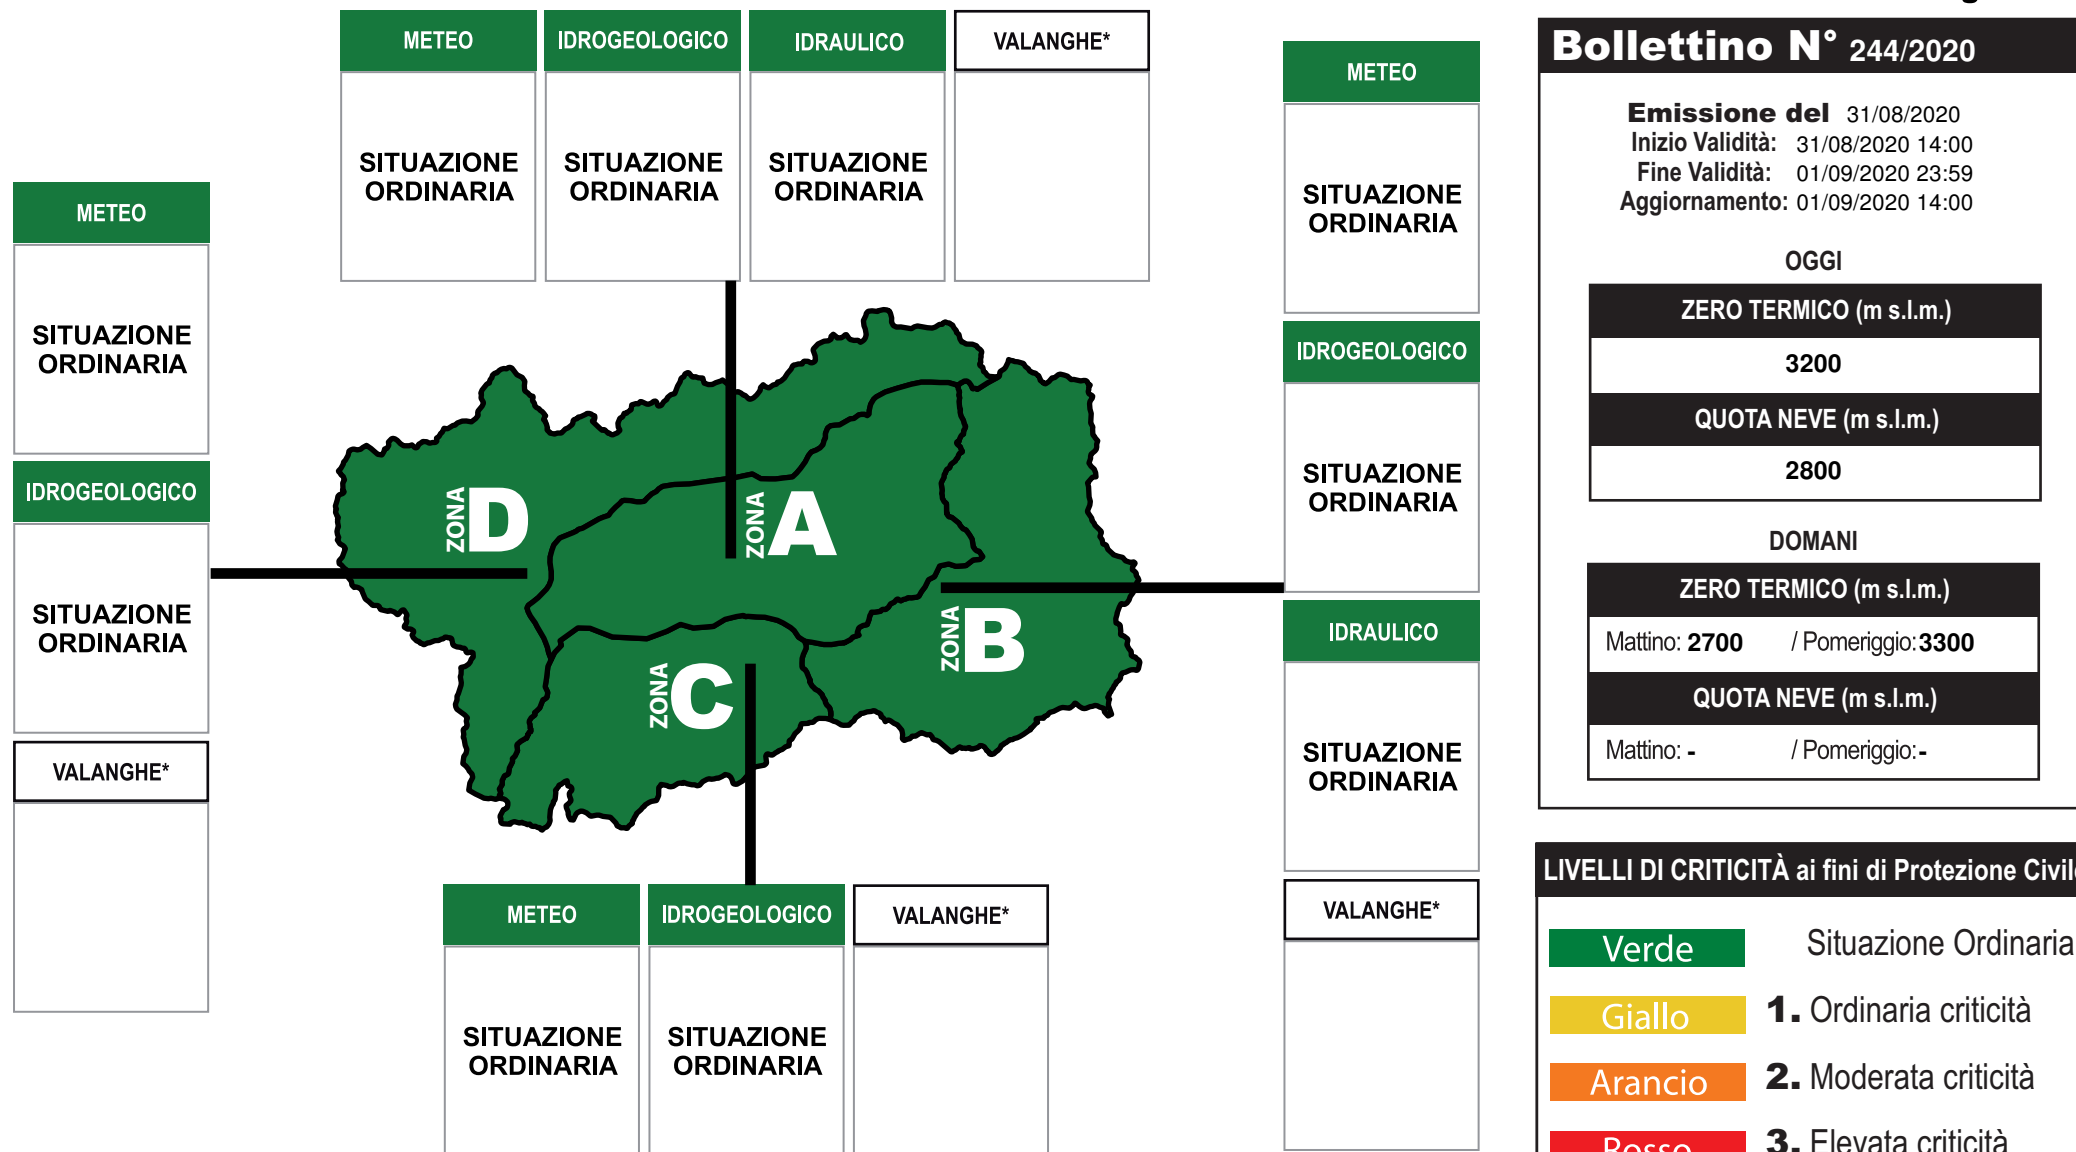 METEO IDROGEOLOGICO IDRAULICO VALANGHE*
SITUAZIONE ORDINARIA SITUAZIONE ORDINARIA SITUAZIONE ORDINARIA
METEO
SITUAZIONE
ORDINARIA
IDROGEOLOGICO
SITUAZIONE
ORDINARIA
VALANGHE*
ZONA D
ZONA A
ZONA B
ZONA C
METEO
SITUAZIONE
ORDINARIA
IDROGEOLOGICO
SITUAZIONE
ORDINARIA
IDRAULICO
SITUAZIONE
ORDINARIA
VALANGHE*
METEO IDROGEOLOGICO VALANGHE*
SITUAZIONE ORDINARIA SITUAZIONE ORDINARIA
Bollettino N° 244/2020
Emissione del 31/08/2020
Inizio Validità: 31/08/2020 14:00
Fine Validità: 01/09/2020 23:59
Aggiornamento: 01/09/2020 14:00
OGGI
ZERO TERMICO (m s.l.m.)
3200
QUOTA NEVE (m s.l.m.)
2800
DOMANI
ZERO TERMICO (m s.l.m.)
Mattino: 2700 / Pomeriggio: 3300
QUOTA NEVE (m s.l.m.)
Mattino: - / Pomeriggio: -
LIVELLI DI CRITICITÀ ai fini di Protezione Civile
Verde Situazione Ordinaria
Giallo 1. Ordinaria criticità
Arancio 2. Moderata criticità
Rosso 3. Elevata criticità